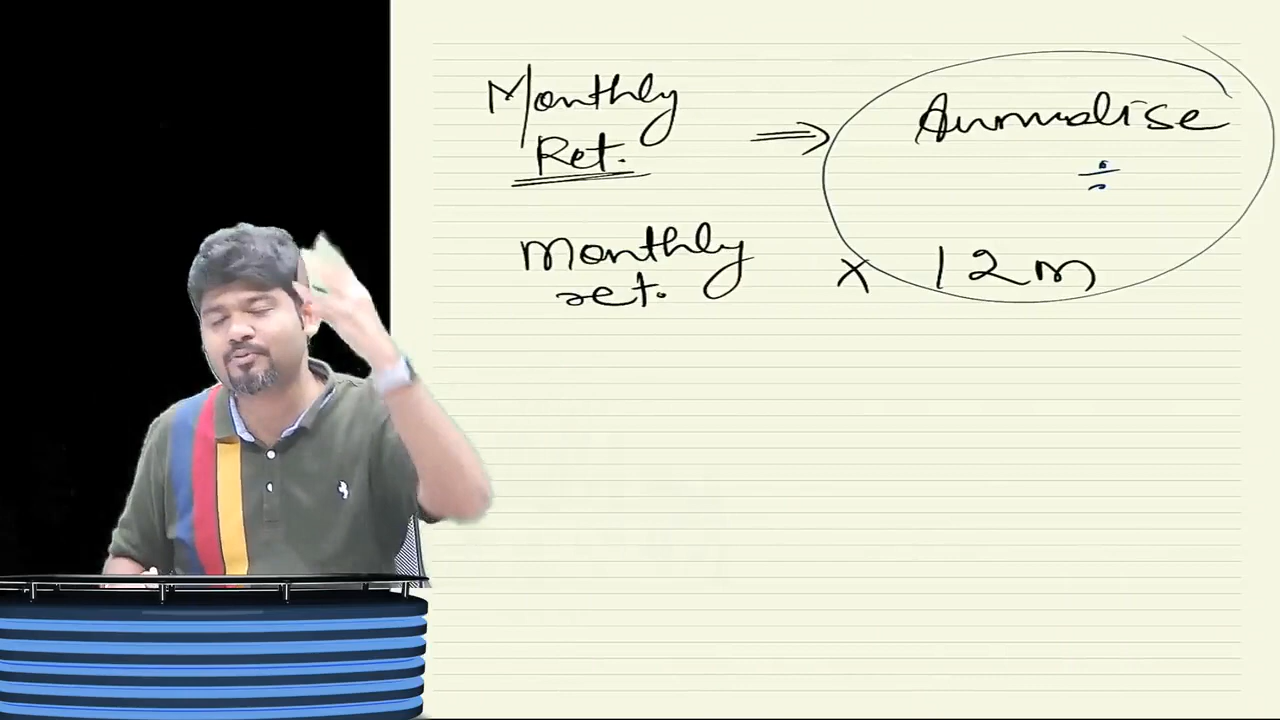 Monthly
Ret. ⇒ Annualise
÷
Monthly
ret. × 12m